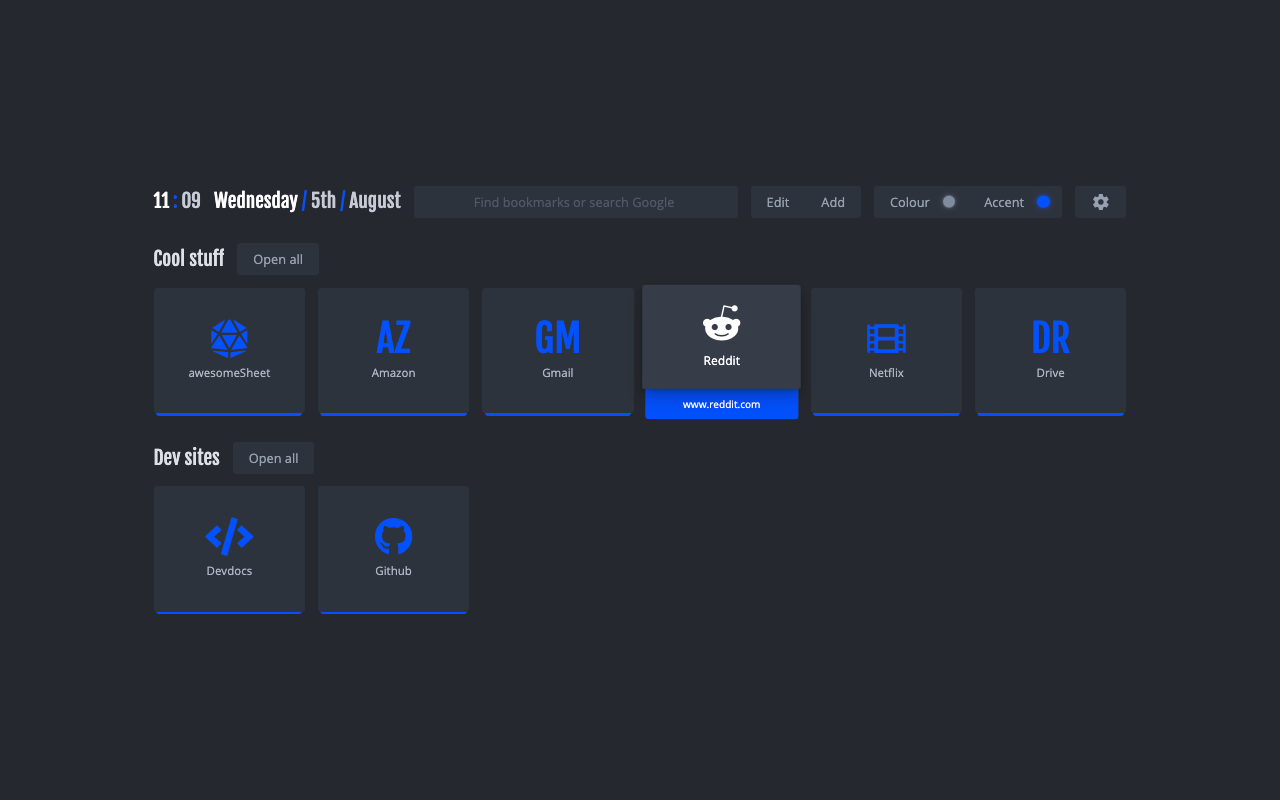 11 : 09 Wednesday / 5th / August Find bookmarks or search Google Edit Add Colour Accent
Cool stuff Open all
AZ GM DR
awesomeSheet Amazon Gmail Reddit Netflix Drive
www.reddit.com
Dev sites Open all
Devdocs Github